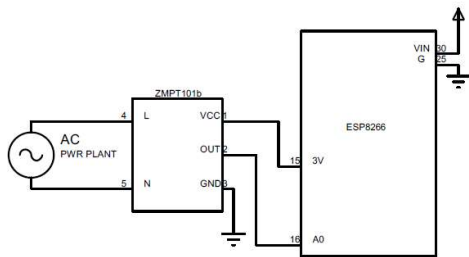 ZMPT101b
4 L VCC 1
OUT 2
5 N GND 3
AC
PWR PLANT
VIN 30
G 25
ESP8266
15 3V
16 A0